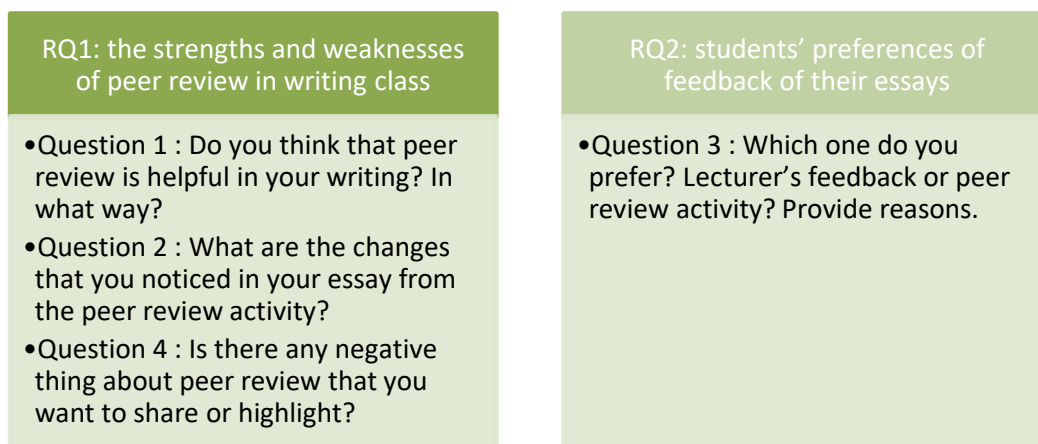 RQ1: the strengths and weaknesses
of peer review in writing class
•Question 1 : Do you think that peer
review is helpful in your writing? In
what way?
•Question 2 : What are the changes
that you noticed in your essay from
the peer review activity?
•Question 4 : Is there any negative
thing about peer review that you
want to share or highlight?
RQ2: students’ preferences of
feedback of their essays
•Question 3 : Which one do you
prefer? Lecturer’s feedback or peer
review activity? Provide reasons.